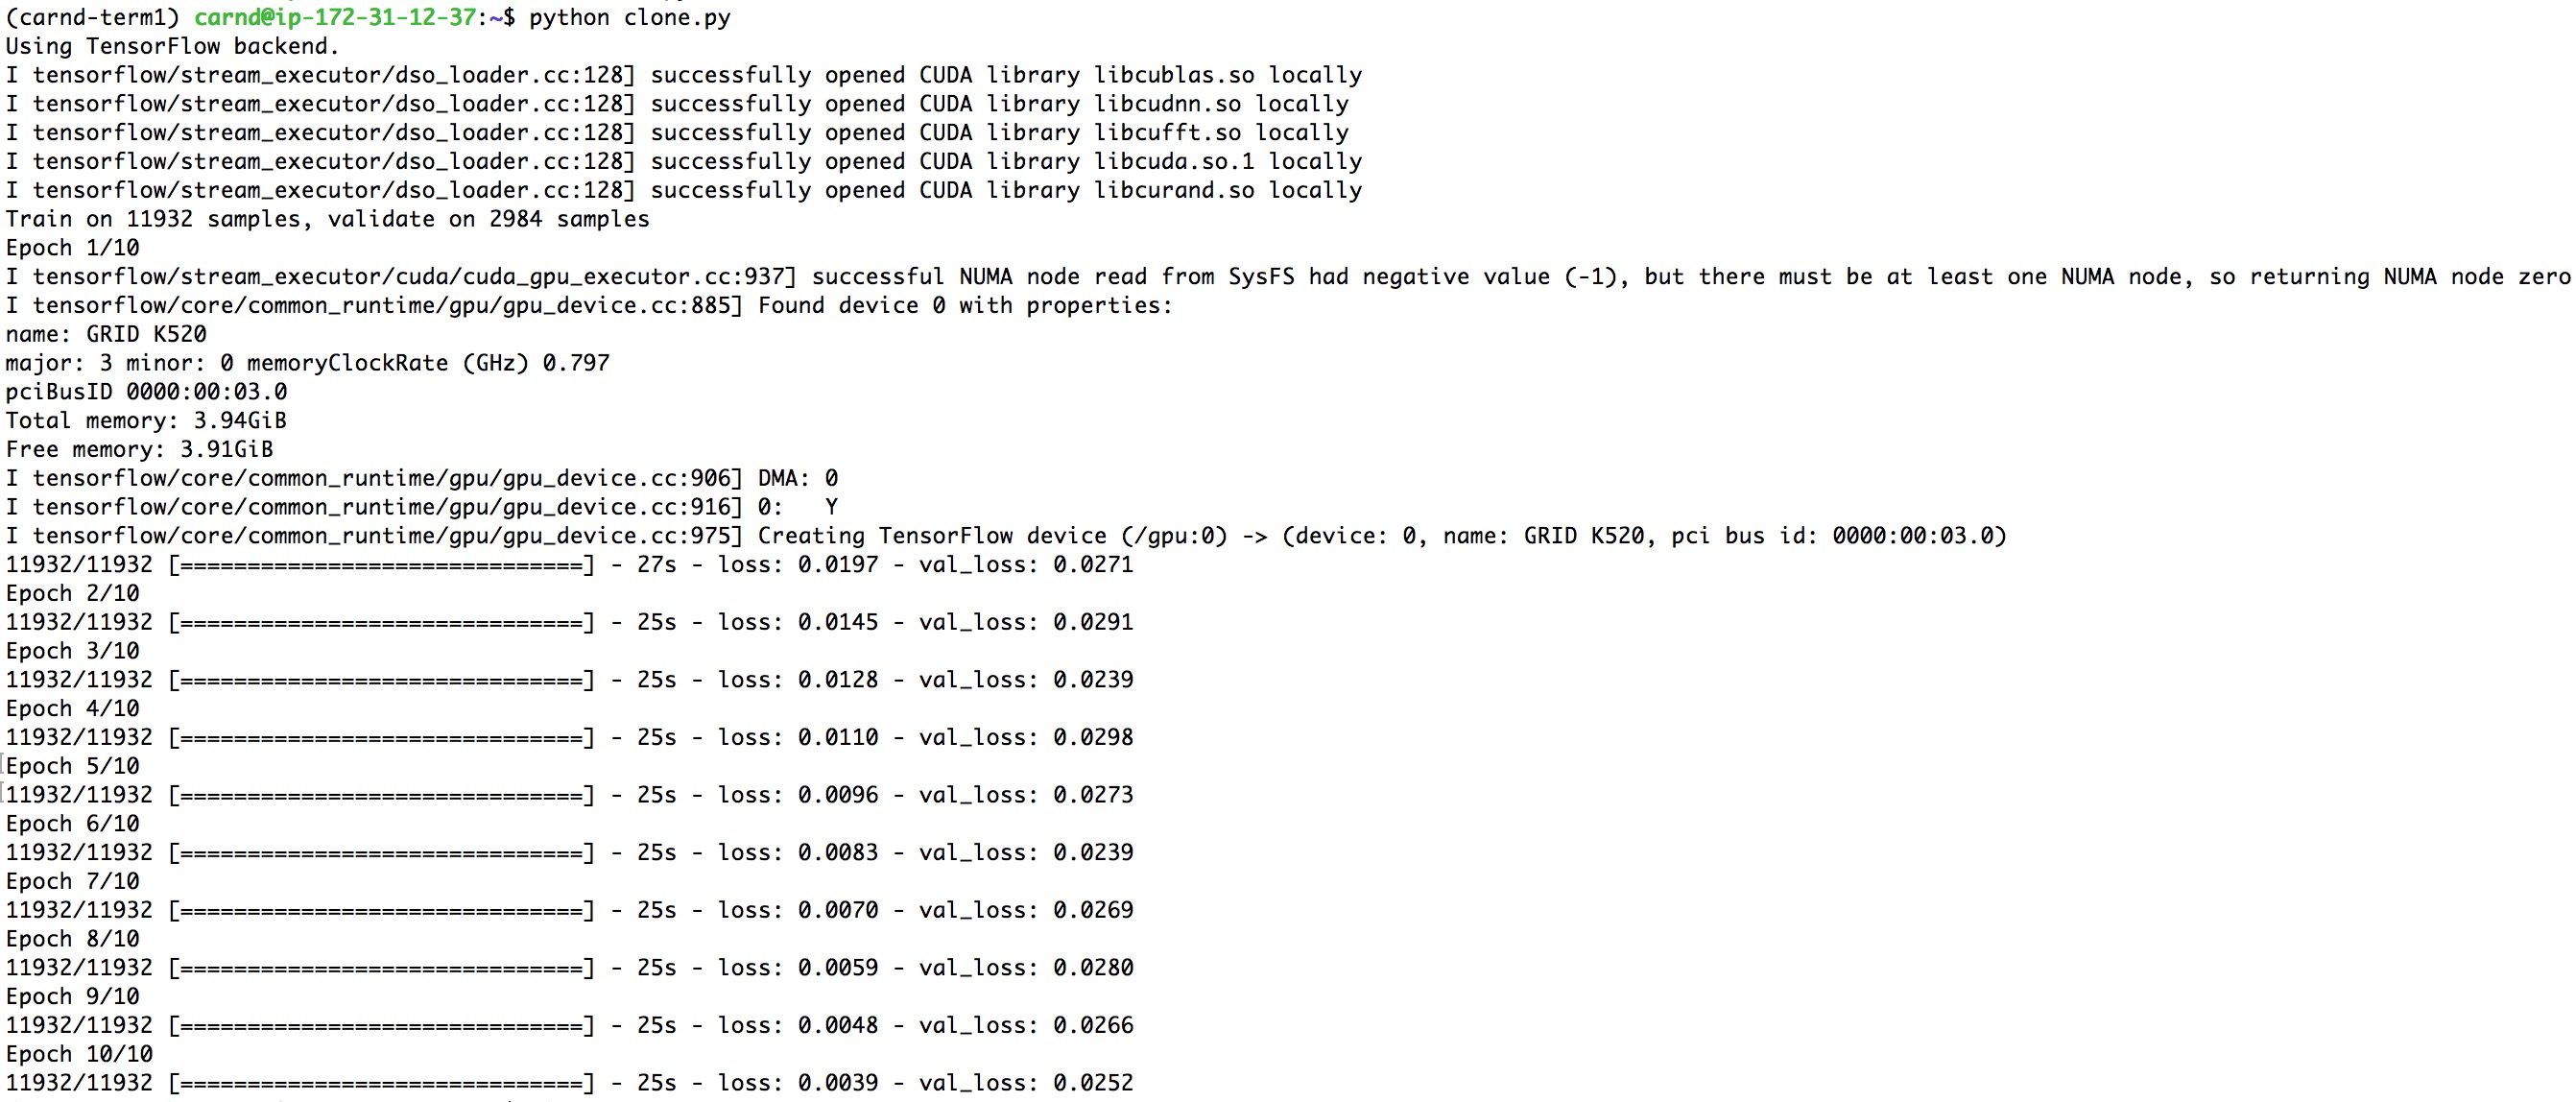 (carnd-term1) carnd@ip-172-31-12-37:~$ python clone.py
Using TensorFlow backend.
I tensorflow/stream_executor/dso_loader.cc:128] successfully opened CUDA library libcublas.so locally
I tensorflow/stream_executor/dso_loader.cc:128] successfully opened CUDA library libcudnn.so locally
I tensorflow/stream_executor/dso_loader.cc:128] successfully opened CUDA library libcufft.so locally
I tensorflow/stream_executor/dso_loader.cc:128] successfully opened CUDA library libcuda.so.1 locally
I tensorflow/stream_executor/dso_loader.cc:128] successfully opened CUDA library libcurand.so locally
Train on 11932 samples, validate on 2984 samples
Epoch 1/10
I tensorflow/stream_executor/cuda/cuda_gpu_executor.cc:937] successful NUMA node read from SysFS had negative value (-1), but there must be at least one NUMA node, so returning NUMA node zero
I tensorflow/core/common_runtime/gpu/gpu_device.cc:885] Found device 0 with properties:
name: GRID K520
major: 3 minor: 0 memoryClockRate (GHz) 0.797
pciBusID 0000:00:03.0
Total memory: 3.94GiB
Free memory: 3.91GiB
I tensorflow/core/common_runtime/gpu/gpu_device.cc:906] DMA: 0
I tensorflow/core/common_runtime/gpu/gpu_device.cc:916] 0:   Y
I tensorflow/core/common_runtime/gpu/gpu_device.cc:975] Creating TensorFlow device (/gpu:0) -> (device: 0, name: GRID K520, pci bus id: 0000:00:03.0)
11932/11932 [==============================] - 27s - loss: 0.0197 - val_loss: 0.0271
Epoch 2/10
11932/11932 [==============================] - 25s - loss: 0.0145 - val_loss: 0.0291
Epoch 3/10
11932/11932 [==============================] - 25s - loss: 0.0128 - val_loss: 0.0239
Epoch 4/10
11932/11932 [==============================] - 25s - loss: 0.0110 - val_loss: 0.0298
Epoch 5/10
11932/11932 [==============================] - 25s - loss: 0.0096 - val_loss: 0.0273
Epoch 6/10
11932/11932 [==============================] - 25s - loss: 0.0083 - val_loss: 0.0239
Epoch 7/10
11932/11932 [==============================] - 25s - loss: 0.0070 - val_loss: 0.0269
Epoch 8/10
11932/11932 [==============================] - 25s - loss: 0.0059 - val_loss: 0.0280
Epoch 9/10
11932/11932 [==============================] - 25s - loss: 0.0048 - val_loss: 0.0266
Epoch 10/10
11932/11932 [==============================] - 25s - loss: 0.0039 - val_loss: 0.0252